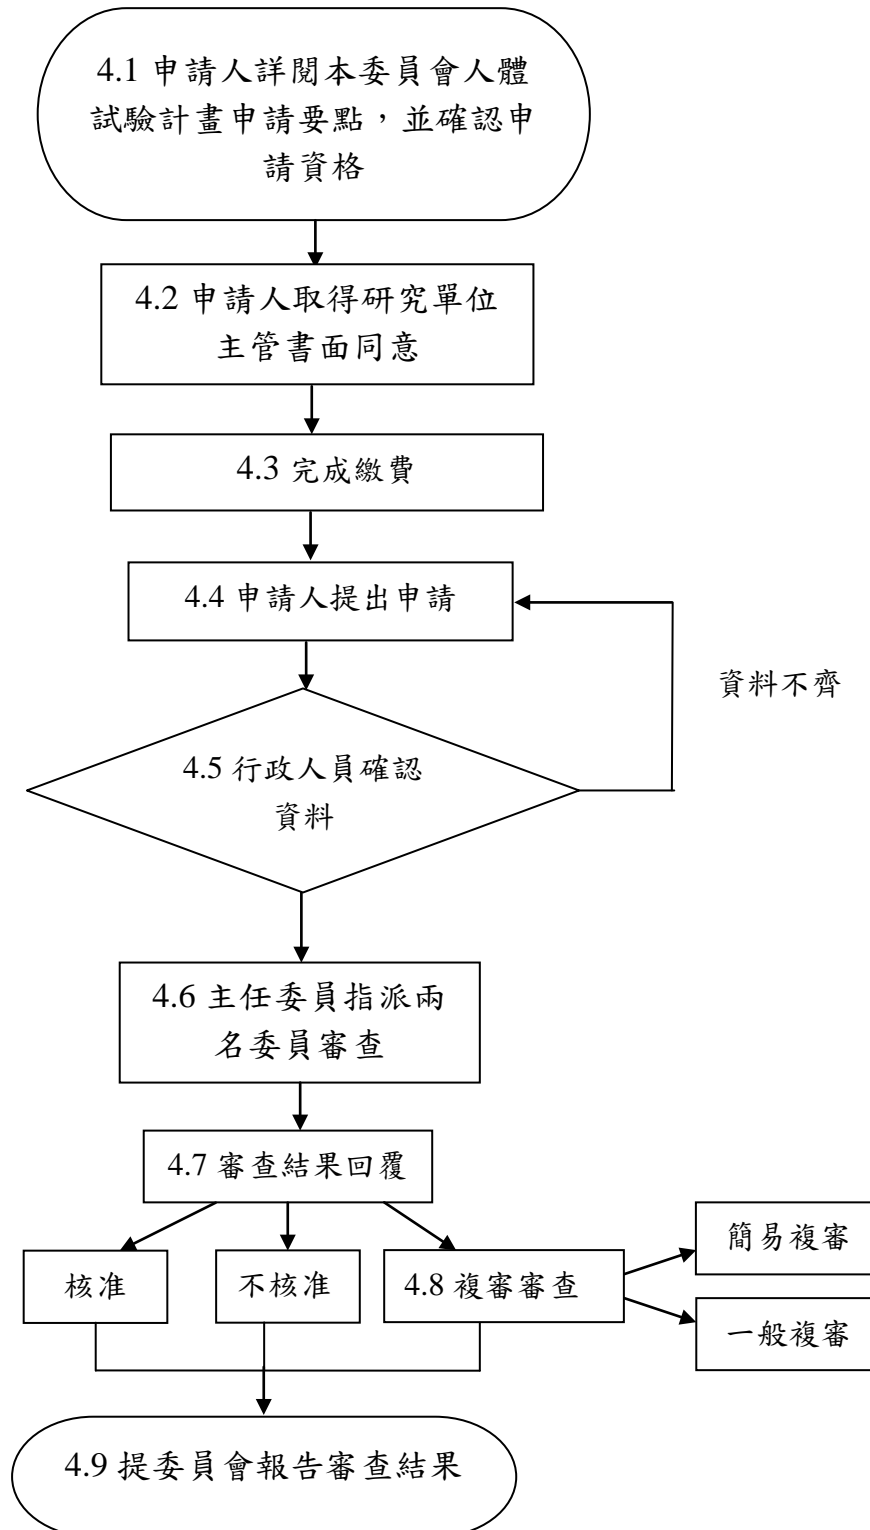 4.1 申請人詳閱本委員會人體
試驗計畫申請要點，並確認申
請資格
4.2 申請人取得研究單位
主管書面同意
4.3 完成繳費
4.4 申請人提出申請
資料不齊
4.5 行政人員確認
資料
4.6 主任委員指派兩
名委員審查
4.7 審查結果回覆
核准
不核准
4.8 複審審查
簡易複審
一般複審
4.9 提委員會報告審查結果